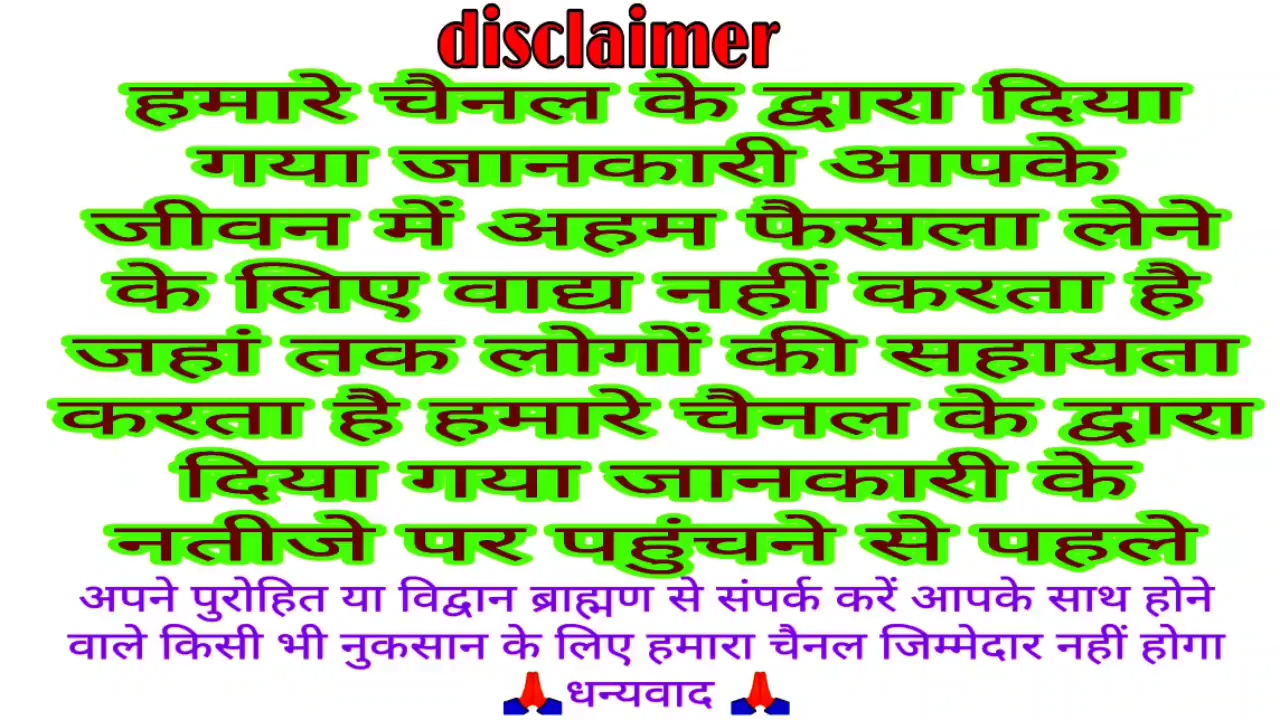 disclaimer
हमारे चैनल के द्वारा दिया
गया जानकारी आपके
जीवन में अहम फैसला लेने
के लिए वाद्य नहीं करता है
जहां तक लोगों की सहायता
करता है हमारे चैनल के द्वारा
दिया गया जानकारी के
नतीजे पर पहुंचने से पहले
अपने पुरोहित या विद्वान ब्राह्मण से संपर्क करें आपके साथ होने
वाले किसी भी नुकसान के लिए हमारा चैनल जिम्मेदार नहीं होगा
🙏धन्यवाद 🙏